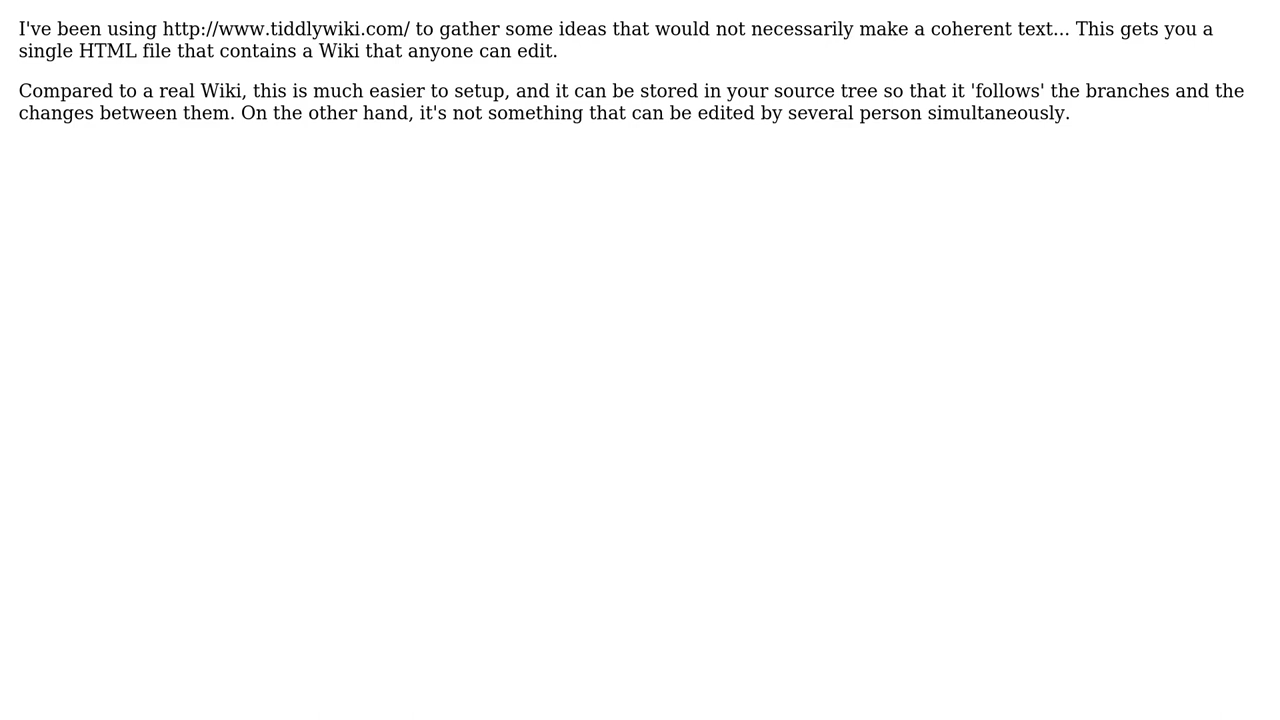 I've been using http://www.tiddlywiki.com/ to gather some ideas that would not necessarily make a coherent text... This gets you a
single HTML file that contains a Wiki that anyone can edit.
Compared to a real Wiki, this is much easier to setup, and it can be stored in your source tree so that it 'follows' the branches and the
changes between them. On the other hand, it's not something that can be edited by several person simultaneously.